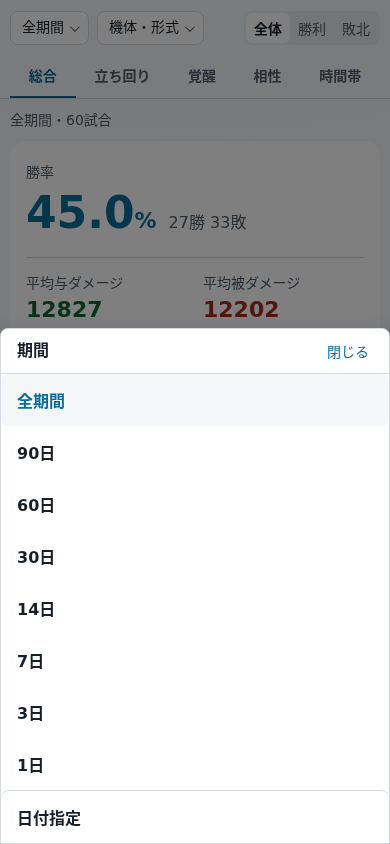 全期間 機体・形式 全体 勝利 敗北
総合 立ち回り 覚醒 相性 時間帯
全期間・60試合
勝率
45.0% 27勝 33敗
平均与ダメージ 平均被ダメージ
12827 12202
期間 閉じる
全期間
90日
60日
30日
14日
7日
3日
1日
日付指定